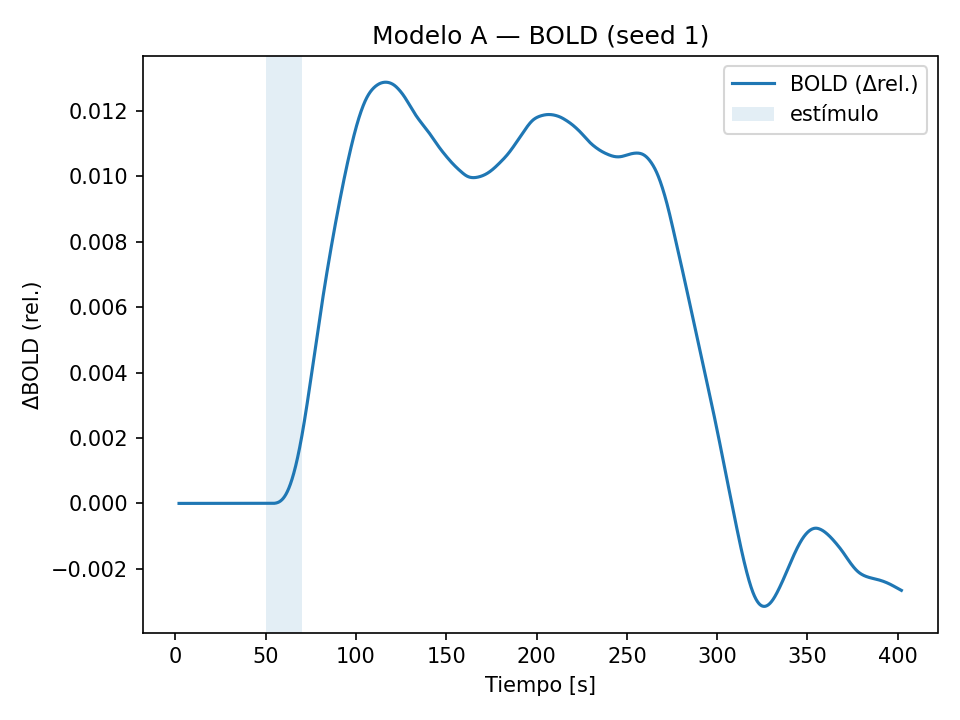 Modelo A — BOLD (seed 1)
BOLD (Δrel.)
estímulo
ΔBOLD (rel.)
0.012
0.010
0.008
0.006
0.004
0.002
0.000
−0.002
0 50 100 150 200 250 300 350 400
Tiempo [s]